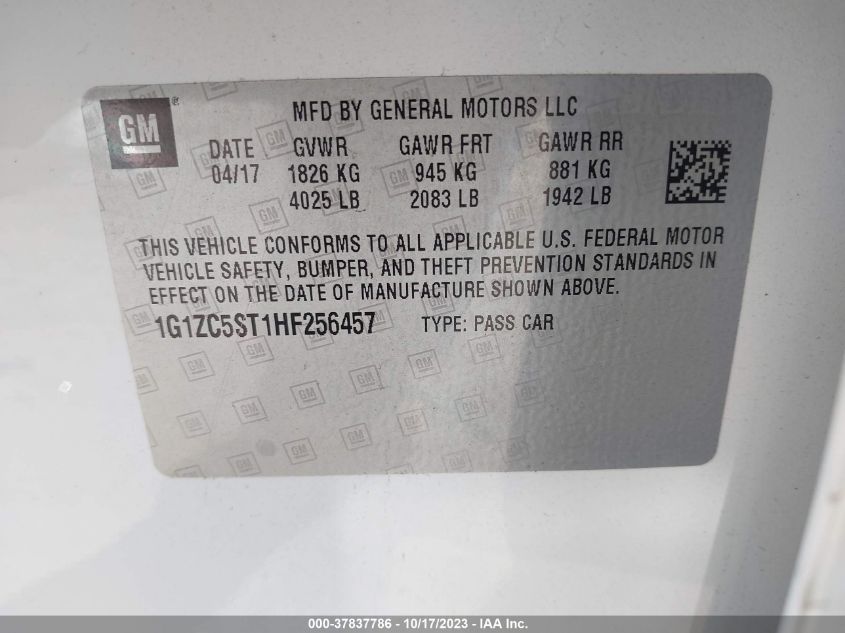 GM ®
MFD BY GENERAL MOTORS LLC
DATE GVWR GAWR FRT GAWR RR
04/17 1826 KG 945 KG 881 KG
4025 LB 2083 LB 1942 LB
THIS VEHICLE CONFORMS TO ALL APPLICABLE U.S. FEDERAL MOTOR
VEHICLE SAFETY, BUMPER, AND THEFT PREVENTION STANDARDS IN
EFFECT ON THE DATE OF MANUFACTURE SHOWN ABOVE.
1G1ZC5ST1HF256457 TYPE: PASS CAR
000-37837786 - 10/17/2023 - IAA Inc.